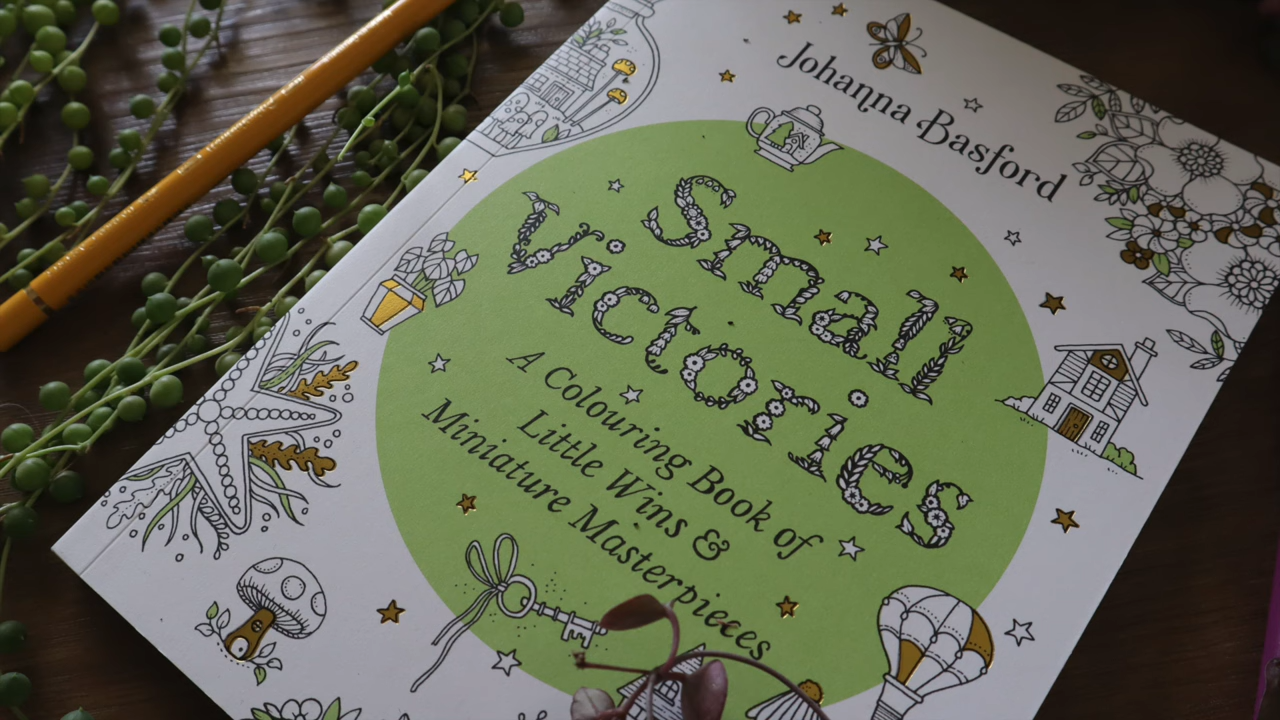 Johanna Basford
Small
Victories
A Colouring Book of
Little Wins &
Miniature Masterpieces